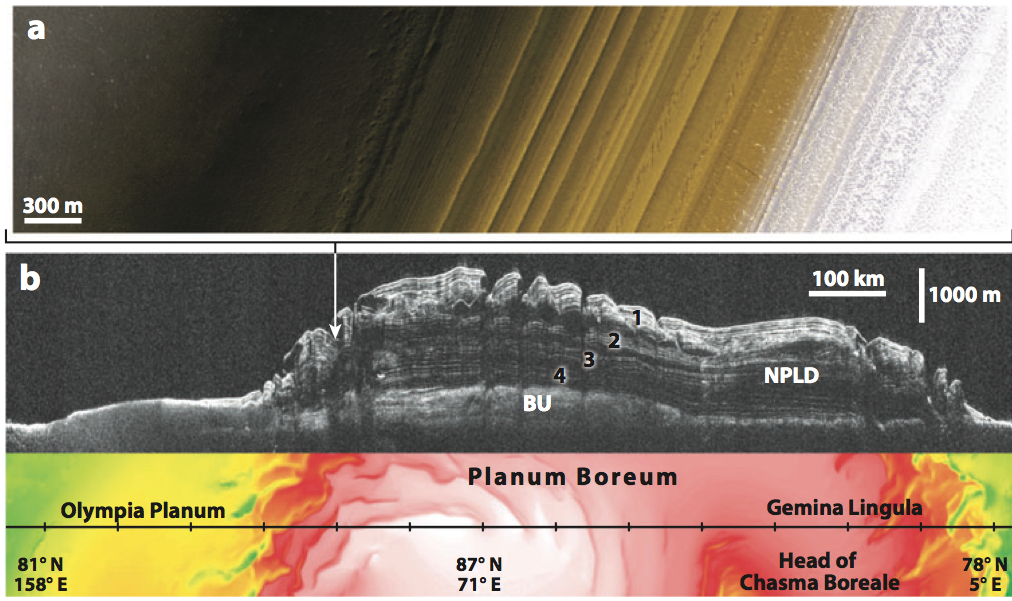 a
300 m
b
100 km
1000 m
1
2
3
4
NPLD
BU
Planum Boreum
Olympia Planum
Gemina Lingula
81° N
158° E
87° N
71° E
Head of
Chasma Boreale
78° N
5° E